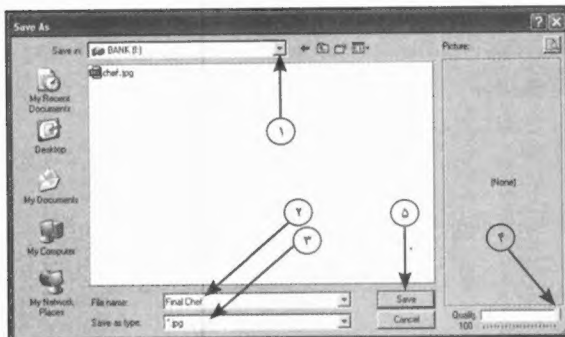 Save As
Save in: BANK (I:)
Picture:
chef.jpg
My Recent
Documents
Desktop
My Documents
My Computer
My Network
Places
[None]
۱
۲
۳
۴
۵
File name: Final Chef
Save as type: *.jpg
Save
Cancel
Quality
100